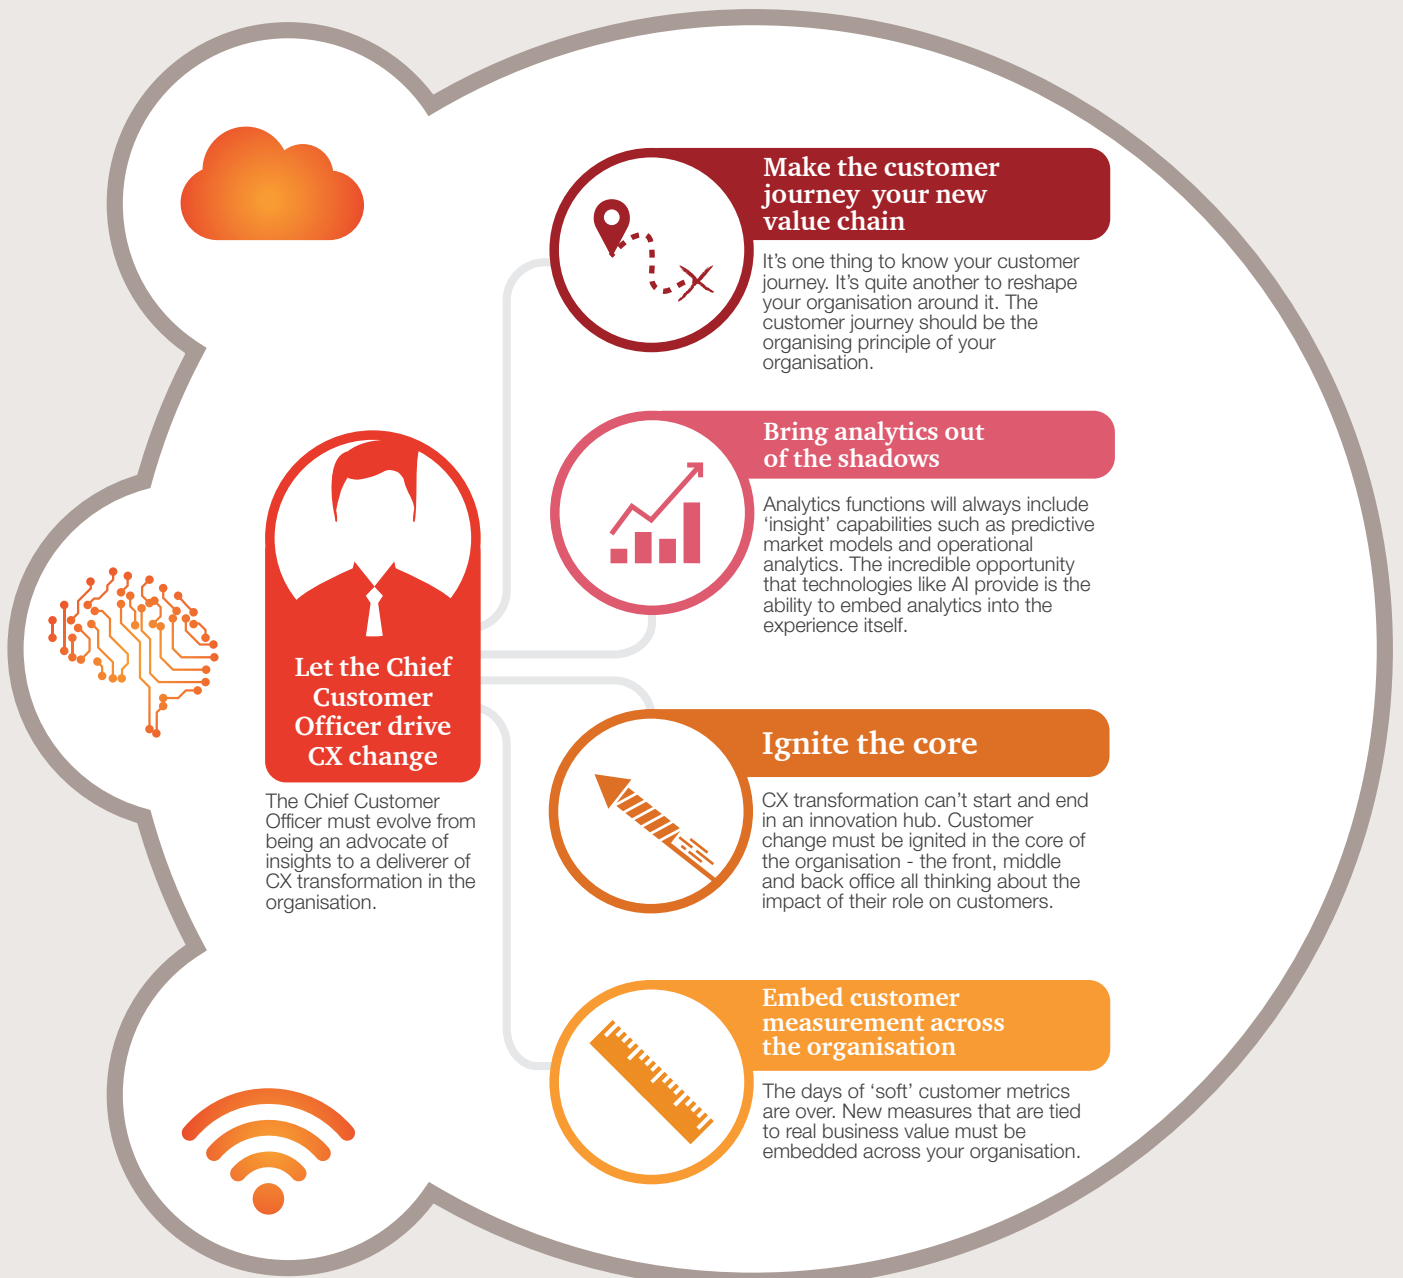 Make the customer
journey your new
value chain
It's one thing to know your customer
journey. It's quite another to reshape
your organisation around it. The
customer journey should be the
organising principle of your
organisation.
Bring analytics out
of the shadows
Analytics functions will always include
‘insight’ capabilities such as predictive
market models and operational
analytics. The incredible opportunity
that technologies like AI provide is the
ability to embed analytics into the
experience itself.
Let the Chief
Customer
Officer drive
CX change
The Chief Customer
Officer must evolve from
being an advocate of
insights to a deliverer of
CX transformation in the
organisation.
Ignite the core
CX transformation can't start and end
in an innovation hub. Customer
change must be ignited in the core of
the organisation - the front, middle
and back office all thinking about the
impact of their role on customers.
Embed customer
measurement across
the organisation
The days of ‘soft’ customer metrics
are over. New measures that are tied
to real business value must be
embedded across your organisation.